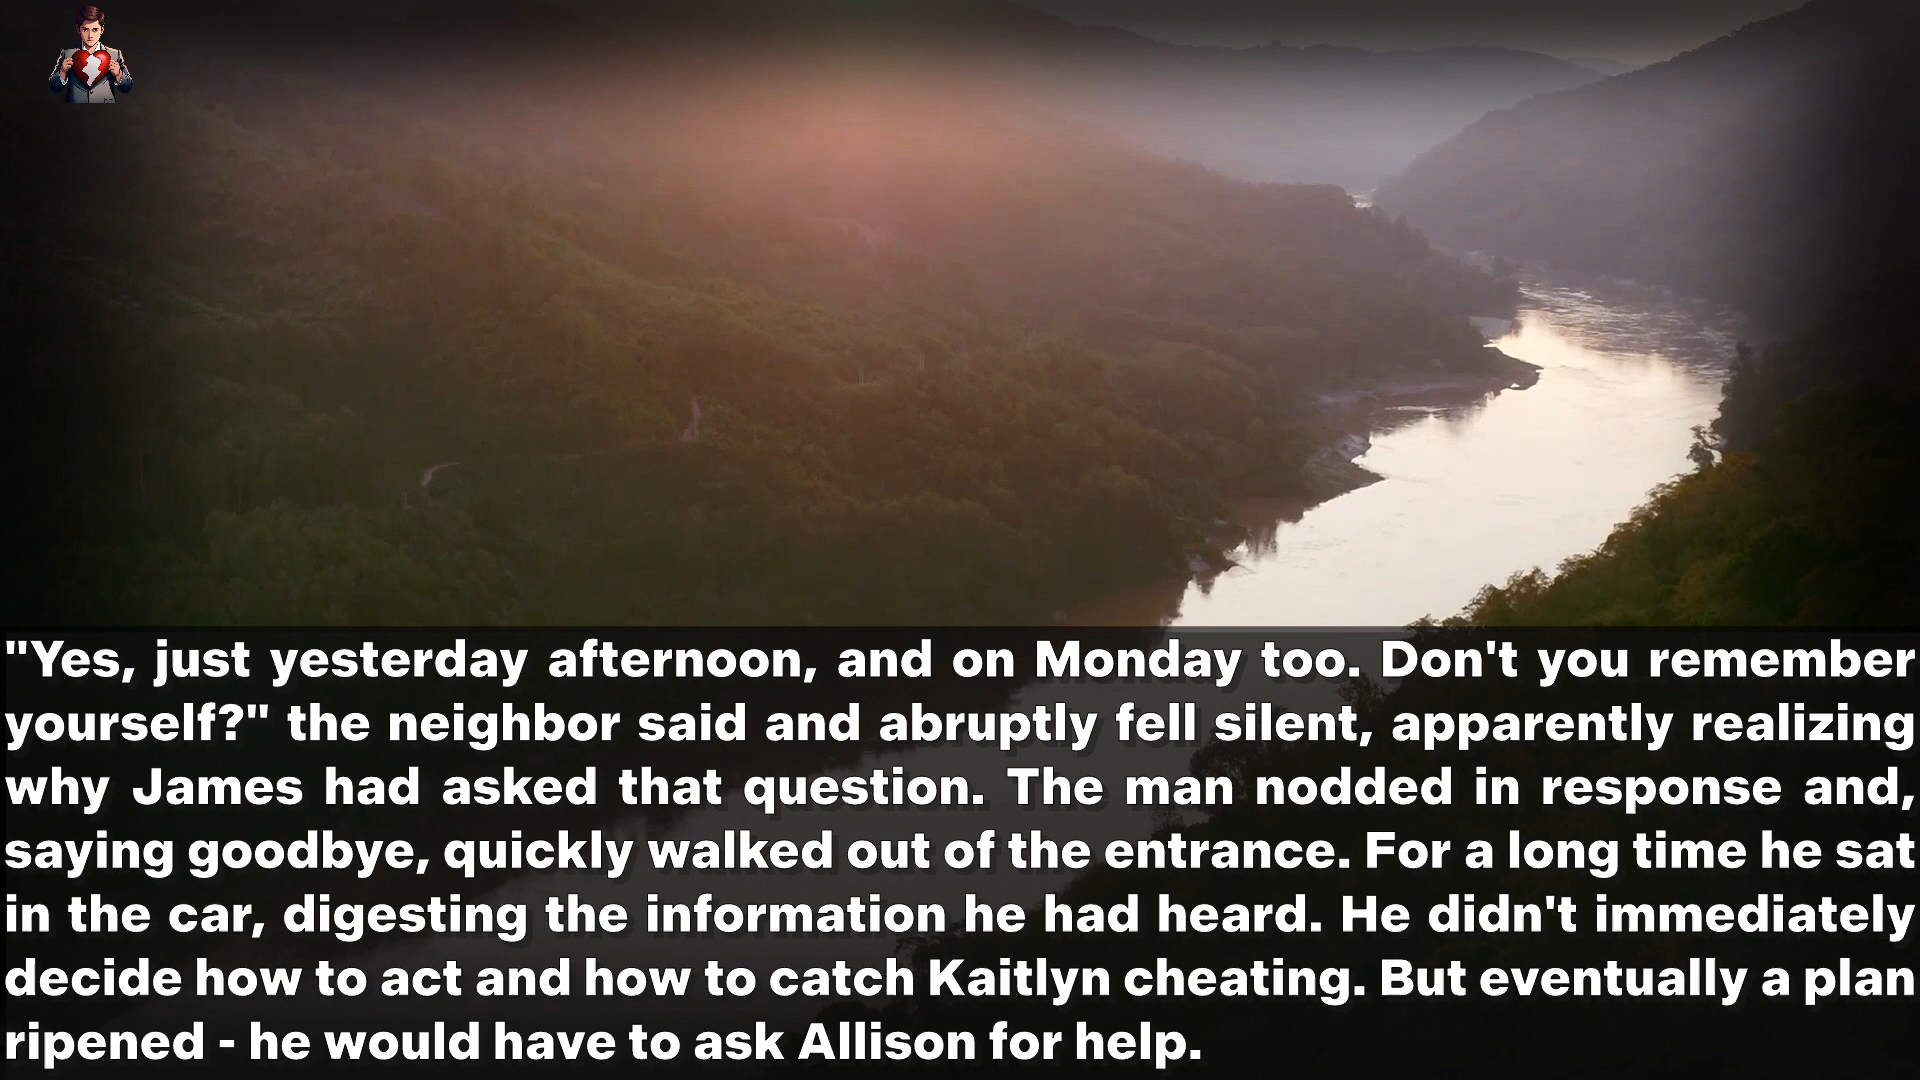 "Yes, just yesterday afternoon, and on Monday too. Don't you remember
yourself?" the neighbor said and abruptly fell silent, apparently realizing
why James had asked that question. The man nodded in response and,
saying goodbye, quickly walked out of the entrance. For a long time he sat
in the car, digesting the information he had heard. He didn't immediately
decide how to act and how to catch Kaitlyn cheating. But eventually a plan
ripened - he would have to ask Allison for help.